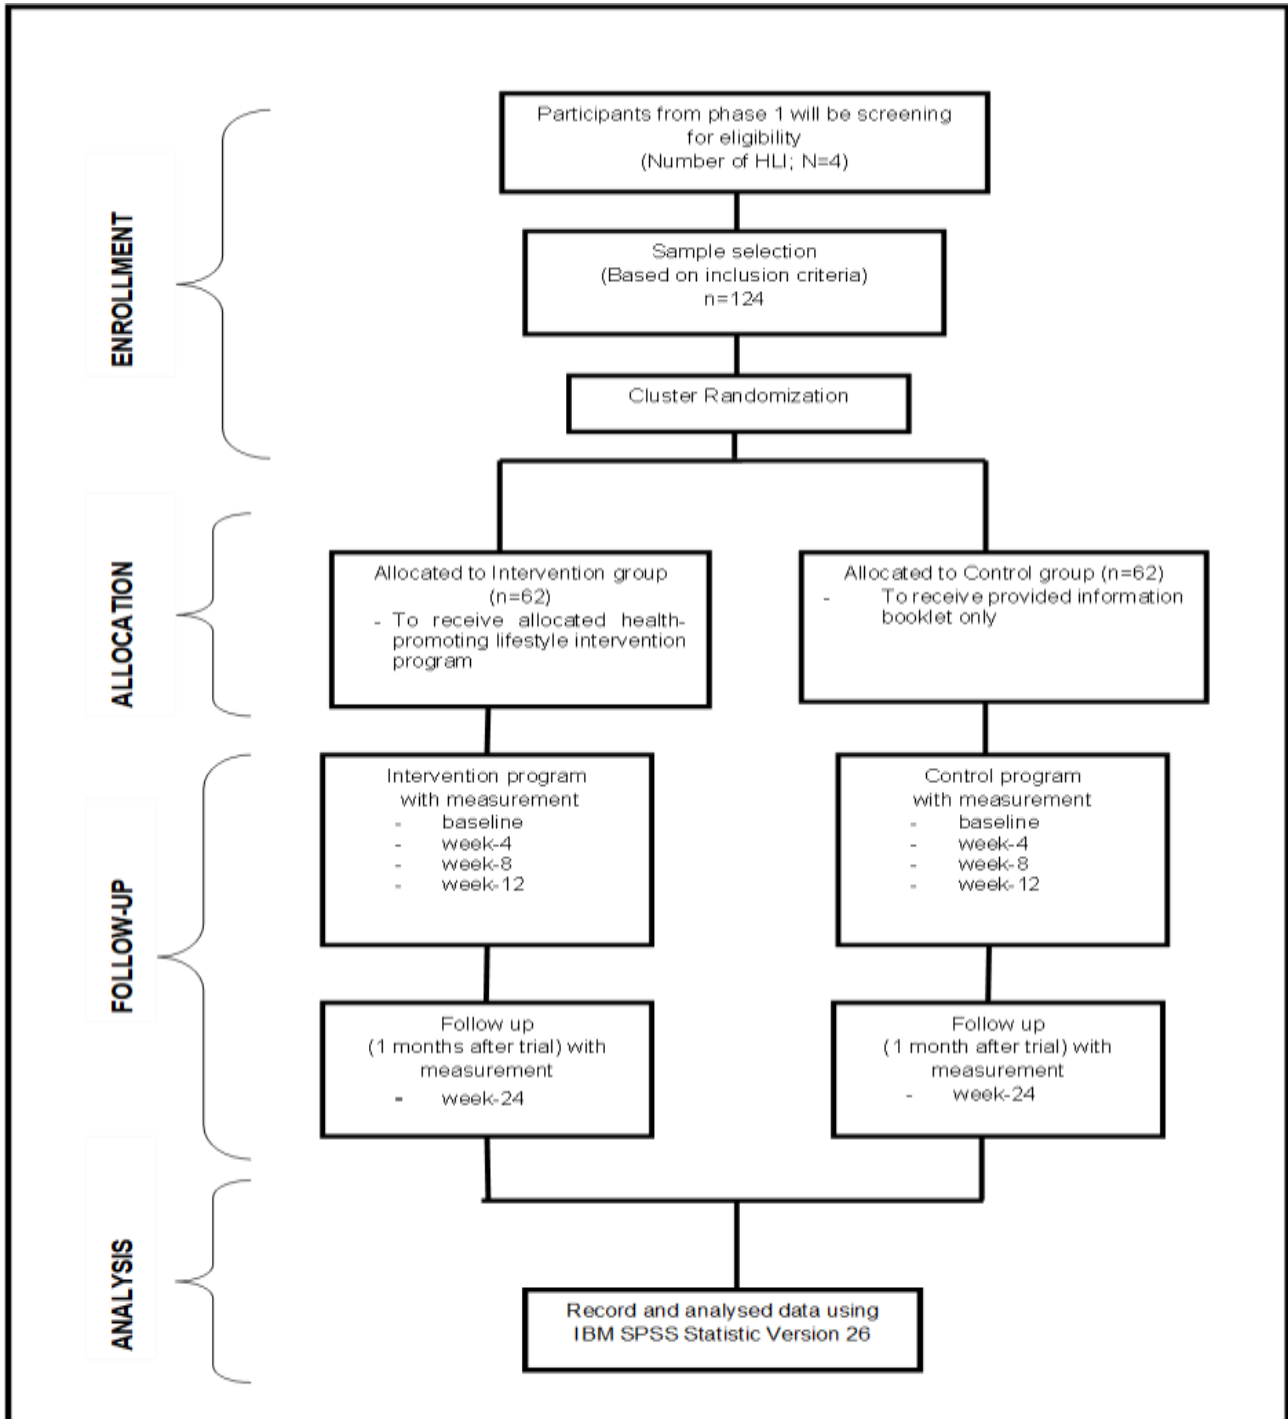 ENROLLMENT
Participants from phase 1 will be screening
for eligibility
(Number of HLI; N=4)
Sample selection
(Based on inclusion criteria)
n=124
Cluster Randomization
ALLOCATION
Allocated to Intervention group
(n=62)
- To receive allocated health-
promoting lifestyle intervention
program
Allocated to Control group (n=62)
- To receive provided information
booklet only
FOLLOW-UP
Intervention program
with measurement
- baseline
- week-4
- week-8
- week-12
Control program
with measurement
- baseline
- week-4
- week-8
- week-12
Follow up
(1 months after trial) with
measurement
- week-24
Follow up
(1 month after trial) with
measurement
- week-24
ANALYSIS
Record and analysed data using
IBM SPSS Statistic Version 26